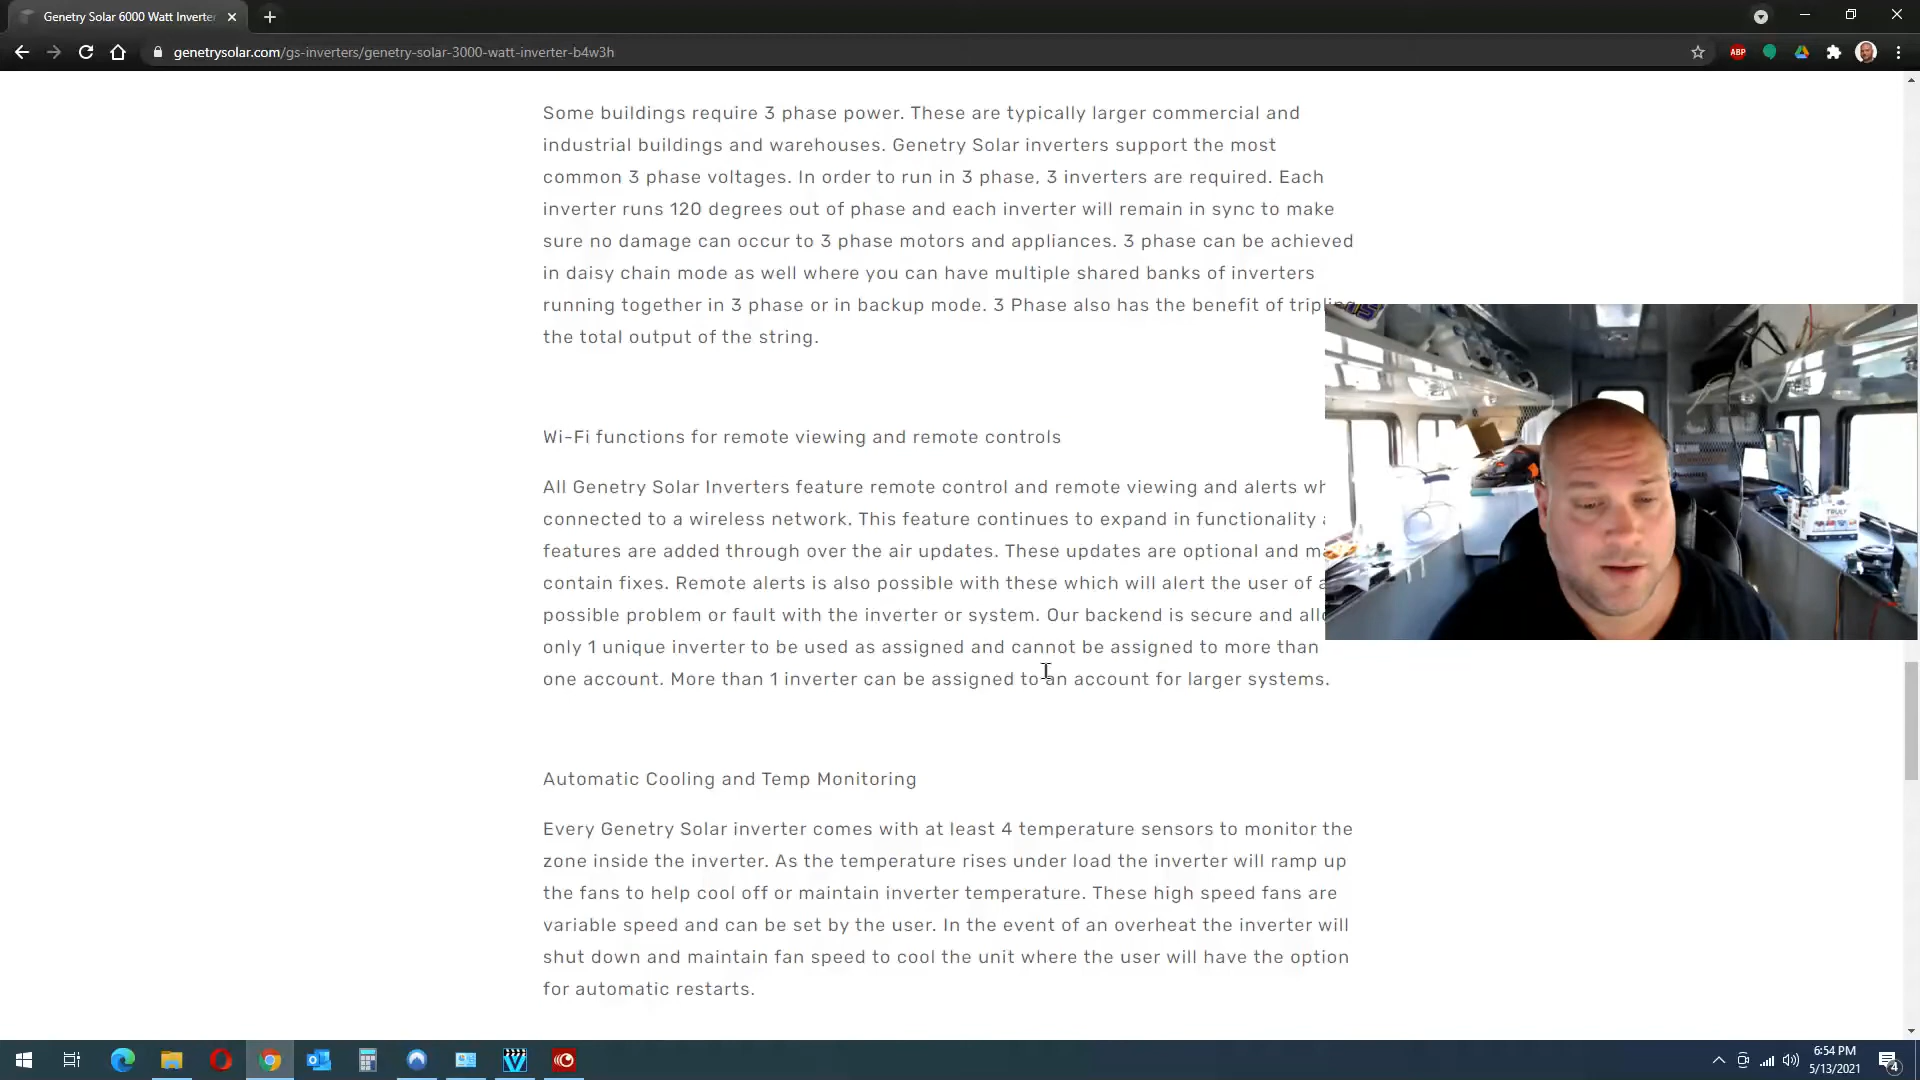 Genetry Solar 6000 Watt Inverte
genetrysolar.com/gs-inverters/genetry-solar-3000-watt-inverter-b4w3h
ABP
Some buildings require 3 phase power. These are typically larger commercial and
industrial buildings and warehouses. Genetry Solar inverters support the most
common 3 phase voltages. In order to run in 3 phase, 3 inverters are required. Each
inverter runs 120 degrees out of phase and each inverter will remain in sync to make
sure no damage can occur to 3 phase motors and appliances. 3 phase can be achieved
in daisy chain mode as well where you can have multiple shared banks of inverters
running together in 3 phase or in backup mode. 3 Phase also has the benefit of tripling
the total output of the string.
Wi-Fi functions for remote viewing and remote controls
All Genetry Solar Inverters feature remote control and remote viewing and alerts wh
connected to a wireless network. This feature continues to expand in functionality
features are added through over the air updates. These updates are optional and m
contain fixes. Remote alerts is also possible with these which will alert the user of a
possible problem or fault with the inverter or system. Our backend is secure and all
only 1 unique inverter to be used as assigned and cannot be assigned to more than
one account. More than 1 inverter can be assigned to an account for larger systems.
Automatic Cooling and Temp Monitoring
Every Genetry Solar inverter comes with at least 4 temperature sensors to monitor the
zone inside the inverter. As the temperature rises under load the inverter will ramp up
the fans to help cool off or maintain inverter temperature. These high speed fans are
variable speed and can be set by the user. In the event of an overheat the inverter will
shut down and maintain fan speed to cool the unit where the user will have the option
for automatic restarts.
TRULY
6:54 PM
5/13/2021
4